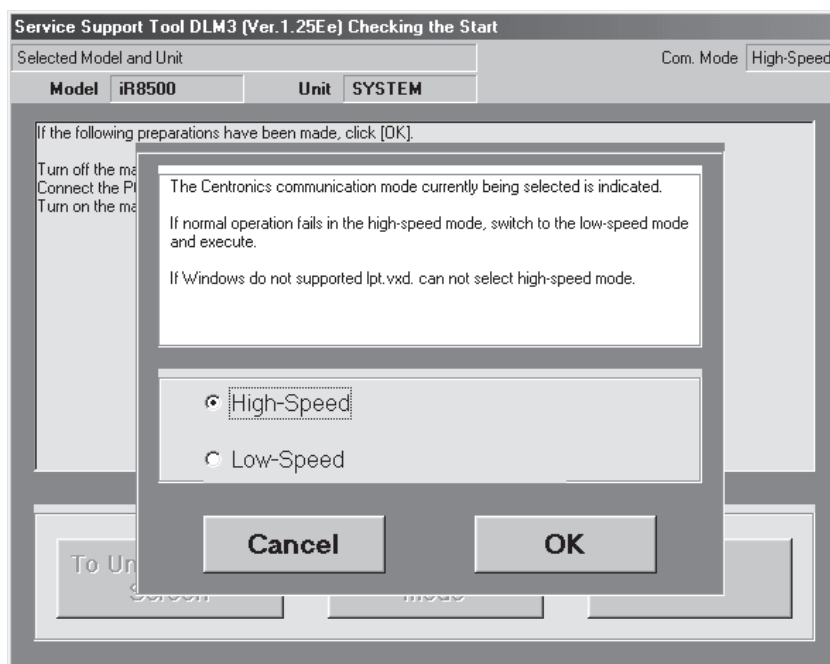 Service Support Tool DLM3 (Ver.1.25Ee) Checking the Start
Selected Model and Unit
Com. Mode High-Speed
Model iR8500 Unit SYSTEM
If the following preparations have been made, click [OK].
Turn off the
Connect the
Turn on the
The Centronics communication mode currently being selected is indicated.
If normal operation fails in the high-speed mode, switch to the low-speed mode
and execute.
If Windows do not supported lpt.vxd. can not select high-speed mode.
High-Speed
Low-Speed
Cancel
OK
To